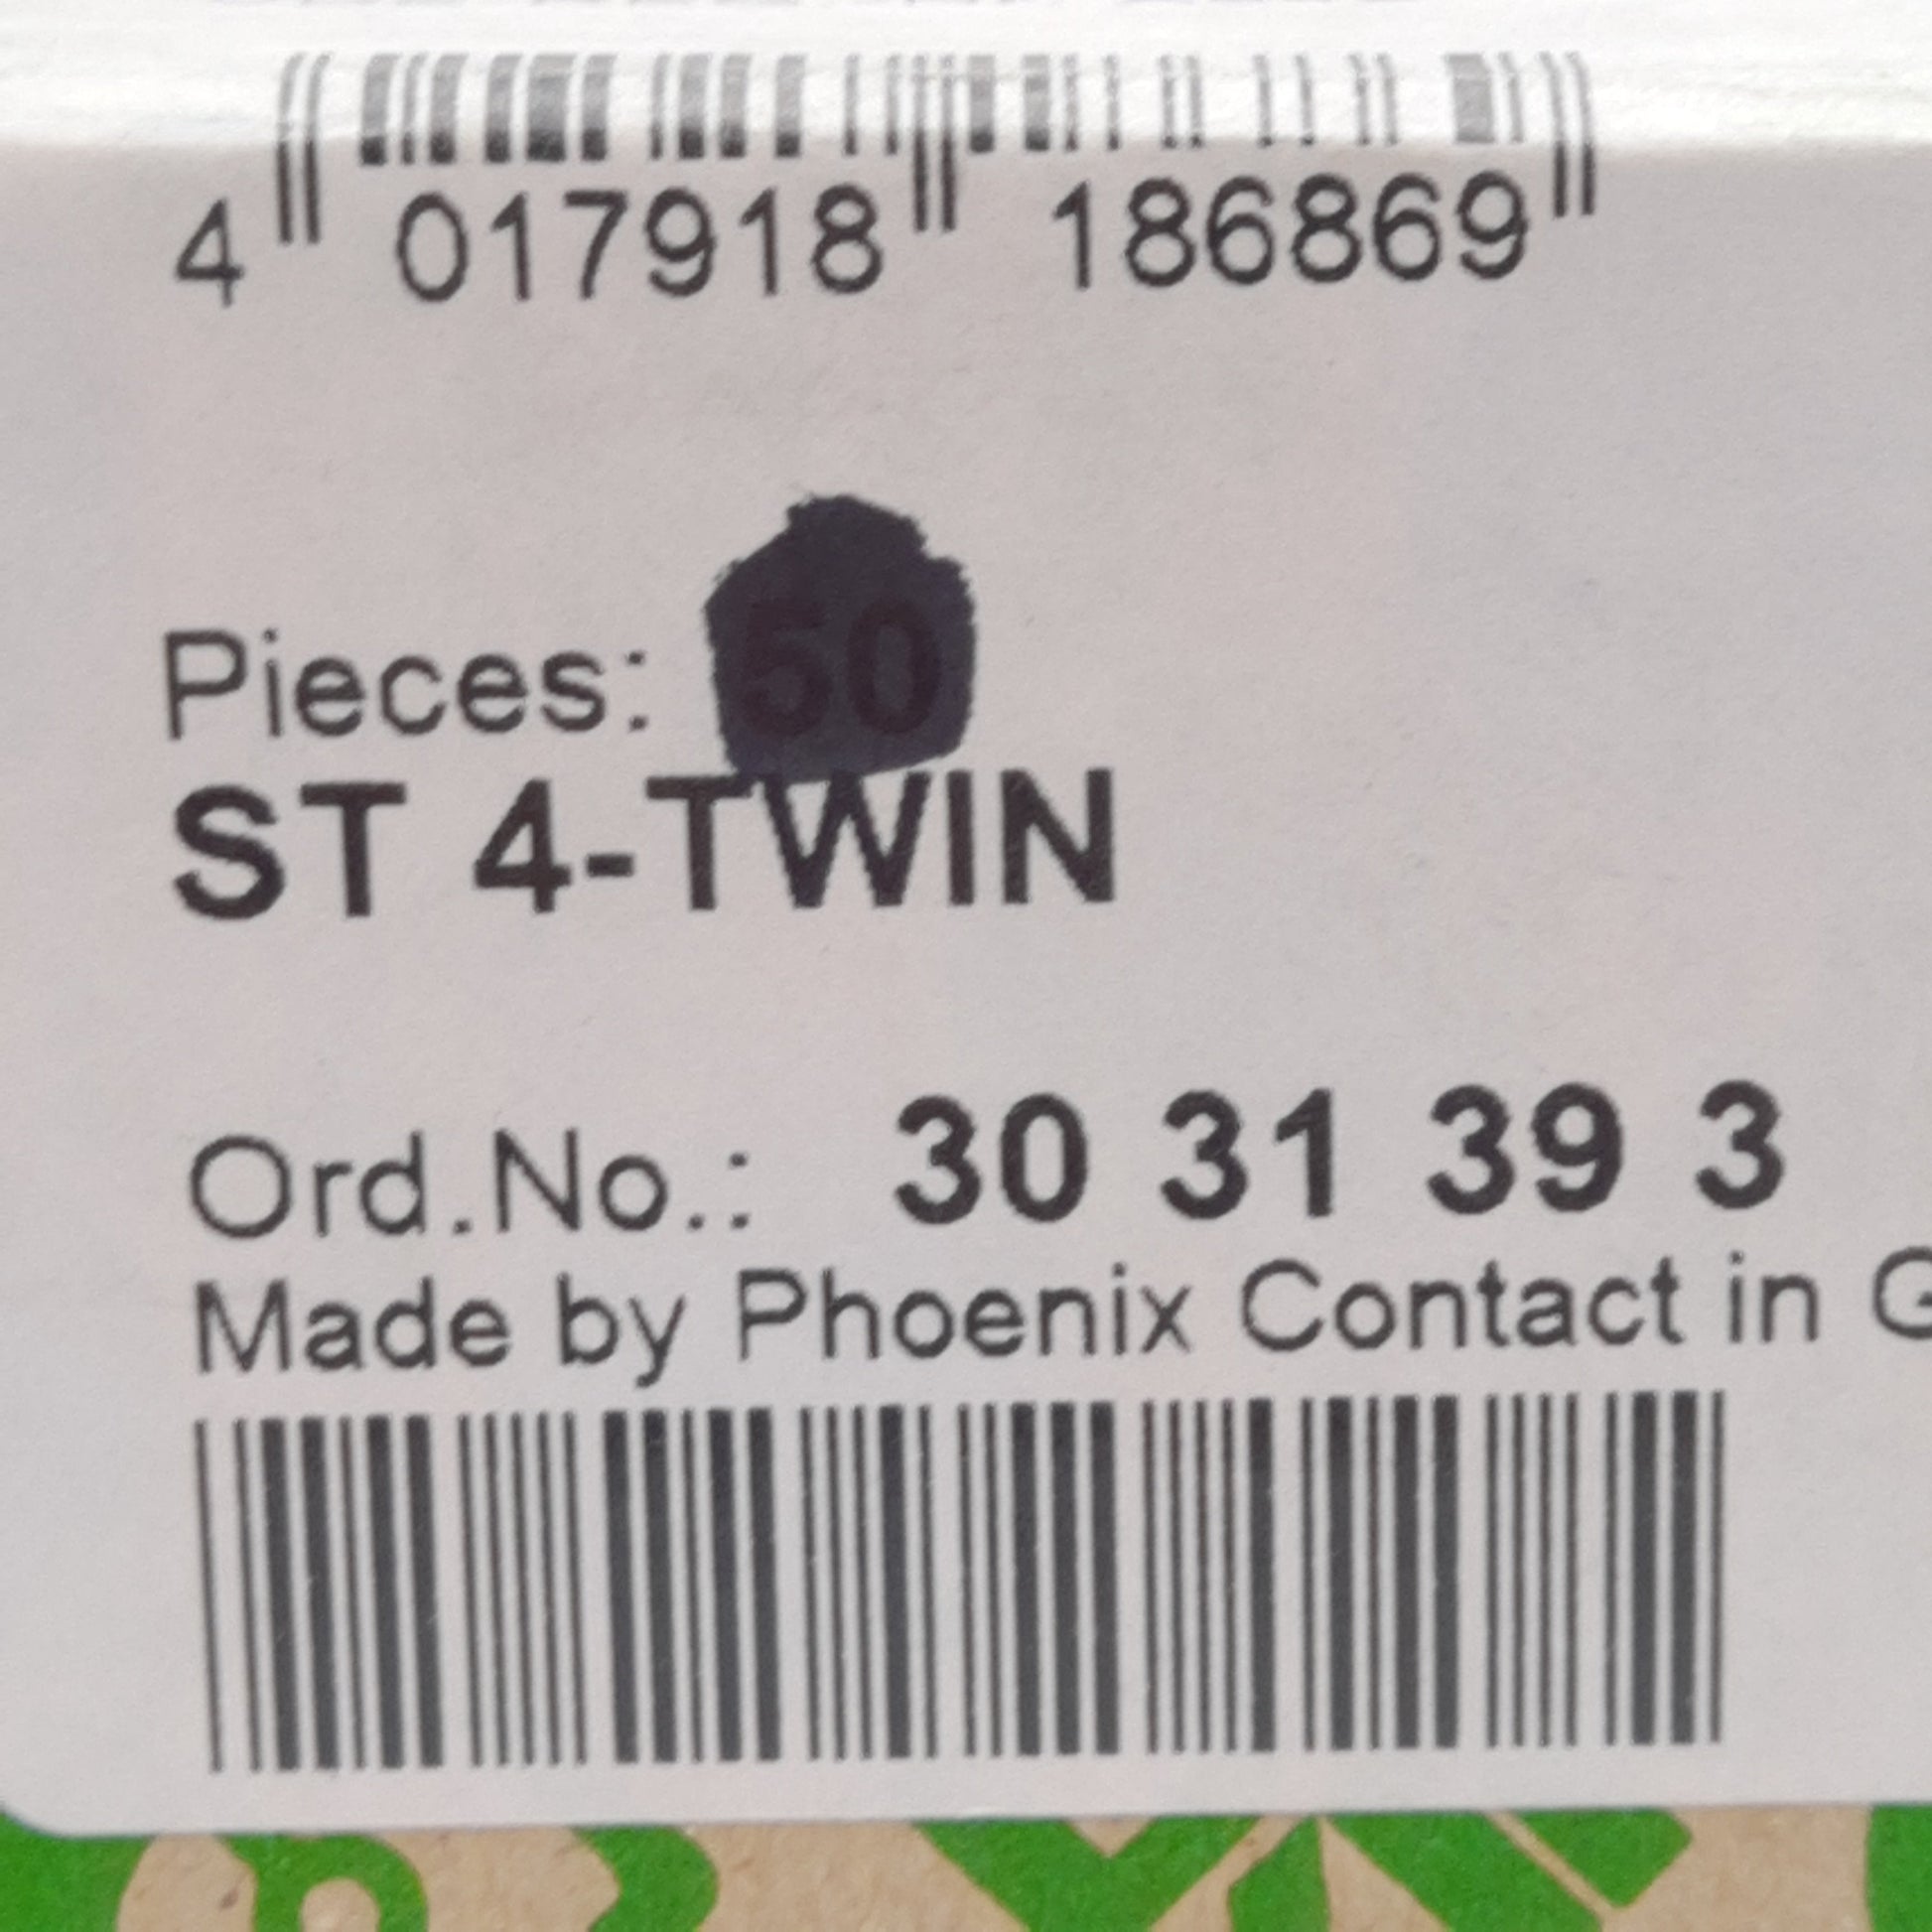 4 017918 186869
Pieces: 50
ST 4-TWIN
Ord.No.: 30 31 39 3
Made by Phoenix Contact in G